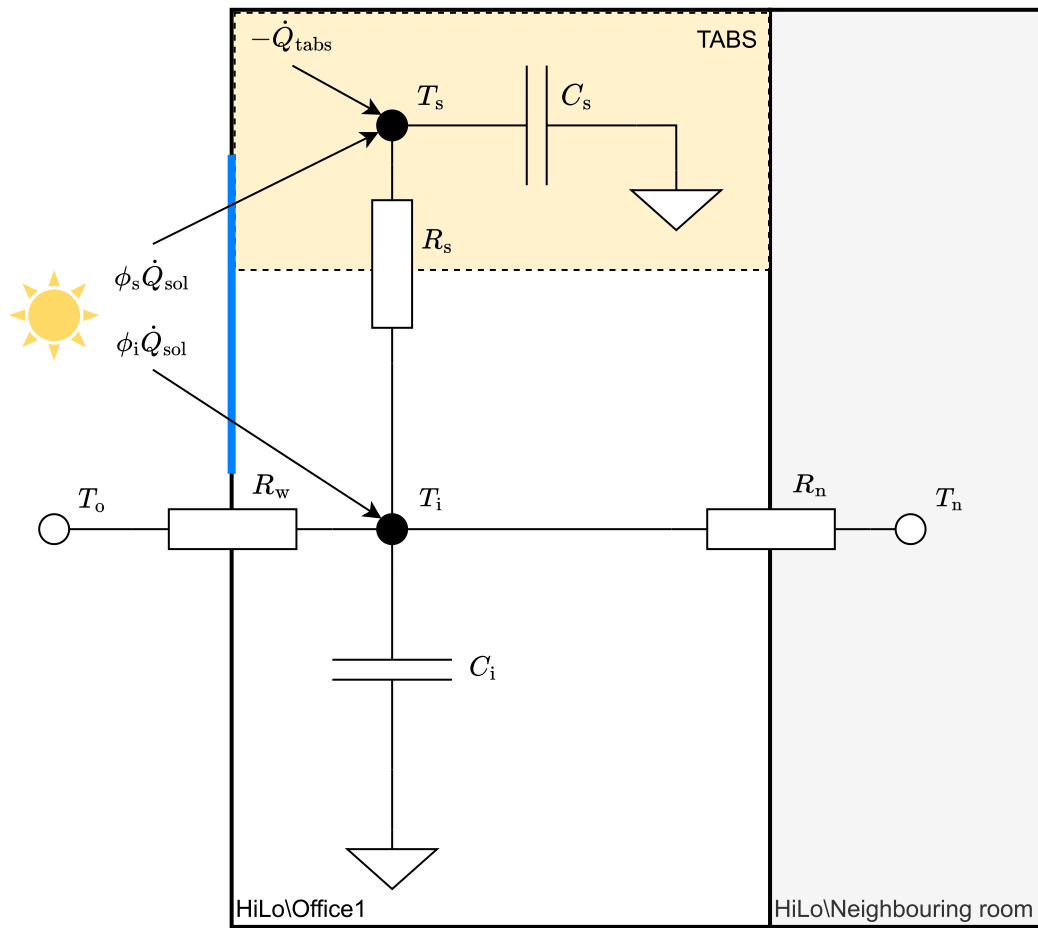 −Q̇tabs
TABS
Ts
Cs
Rs
ϕsQ̇sol
ϕiQ̇sol
To
Rw
Ti
Rn
Tn
Ci
HiLo\Office1
HiLo\Neighbouring room